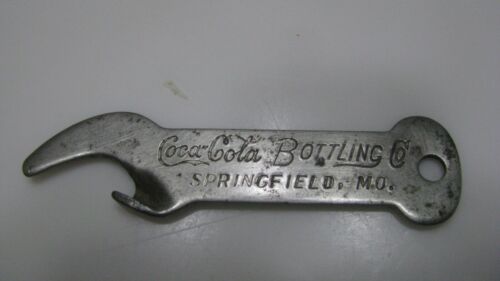 Coca-Cola BOTTLING Co
SPRINGFIELD, MO.